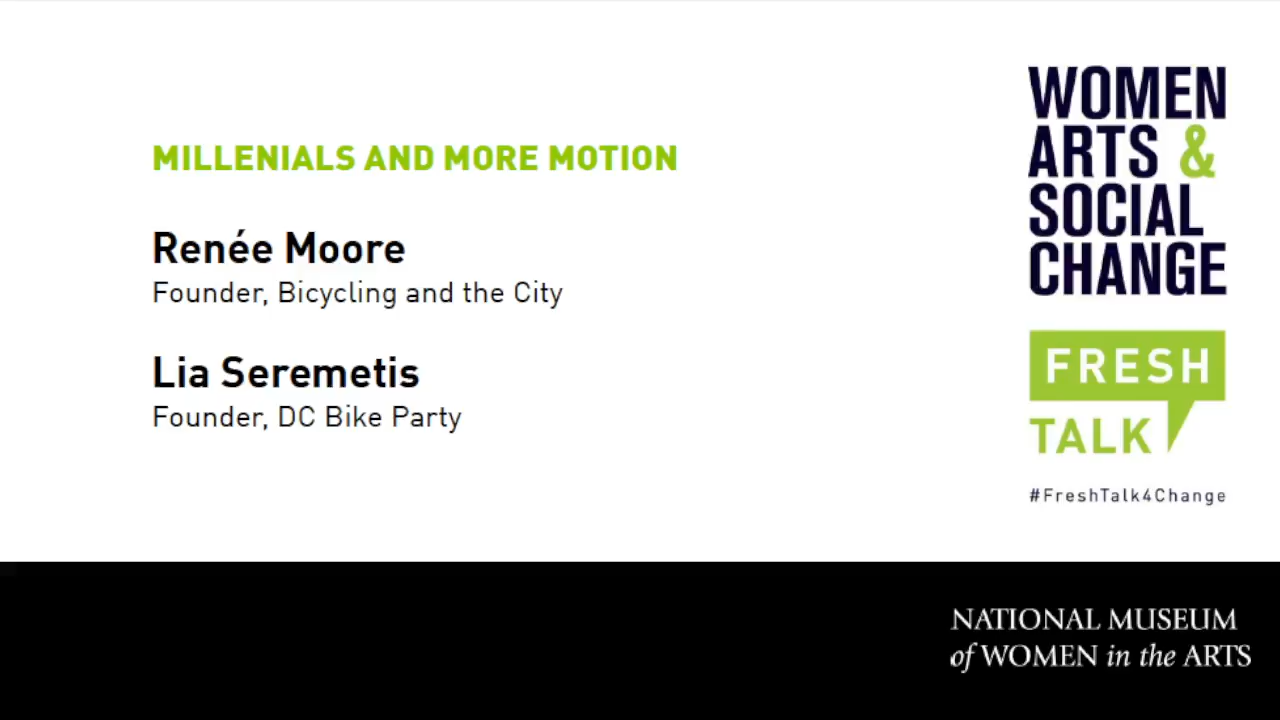 MILLENIALS AND MORE MOTION
Renée Moore
Founder, Bicycling and the City
Lia Seremetis
Founder, DC Bike Party
WOMEN
ARTS &
SOCIAL
CHANGE
FRESH
TALK
#FreshTalk4Change
NATIONAL MUSEUM
of WOMEN in the ARTS